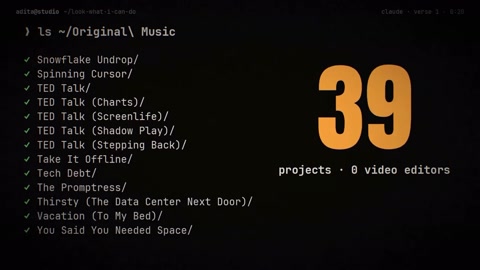 adita@studio ~/look-what-i-can-do
claude · verse 1 · 0:20
❯ ls ~/Original\ Music
✓ Snowflake Undrop/
✓ Spinning Cursor/
✓ TED Talk/
✓ TED Talk (Charts)/
✓ TED Talk (Screenlife)/
✓ TED Talk (Shadow Play)/
✓ TED Talk (Stepping Back)/
✓ Take It Offline/
✓ Tech Debt/
✓ The Promptress/
✓ Thirsty (The Data Center Next Door)/
✓ Vacation (To My Bed)/
✓ You Said You Needed Space/
39
projects · 0 video editors